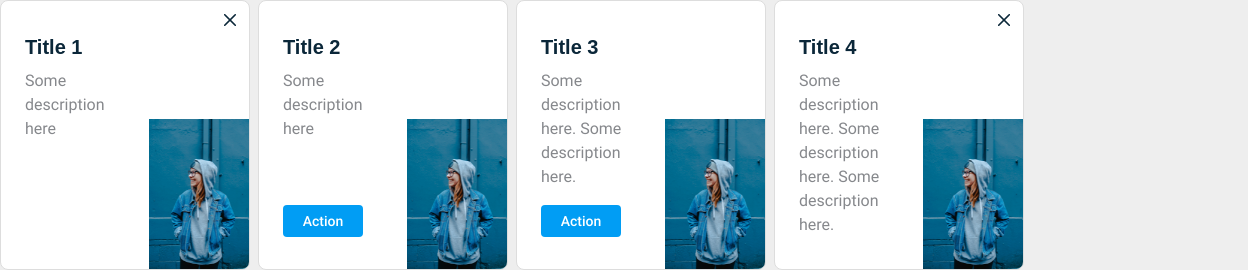 Title 1
Some
description
here
Title 2
Some
description
here
Action
Title 3
Some
description
here. Some
description
here.
Action
Title 4
Some
description
here. Some
description
here. Some
description
here.